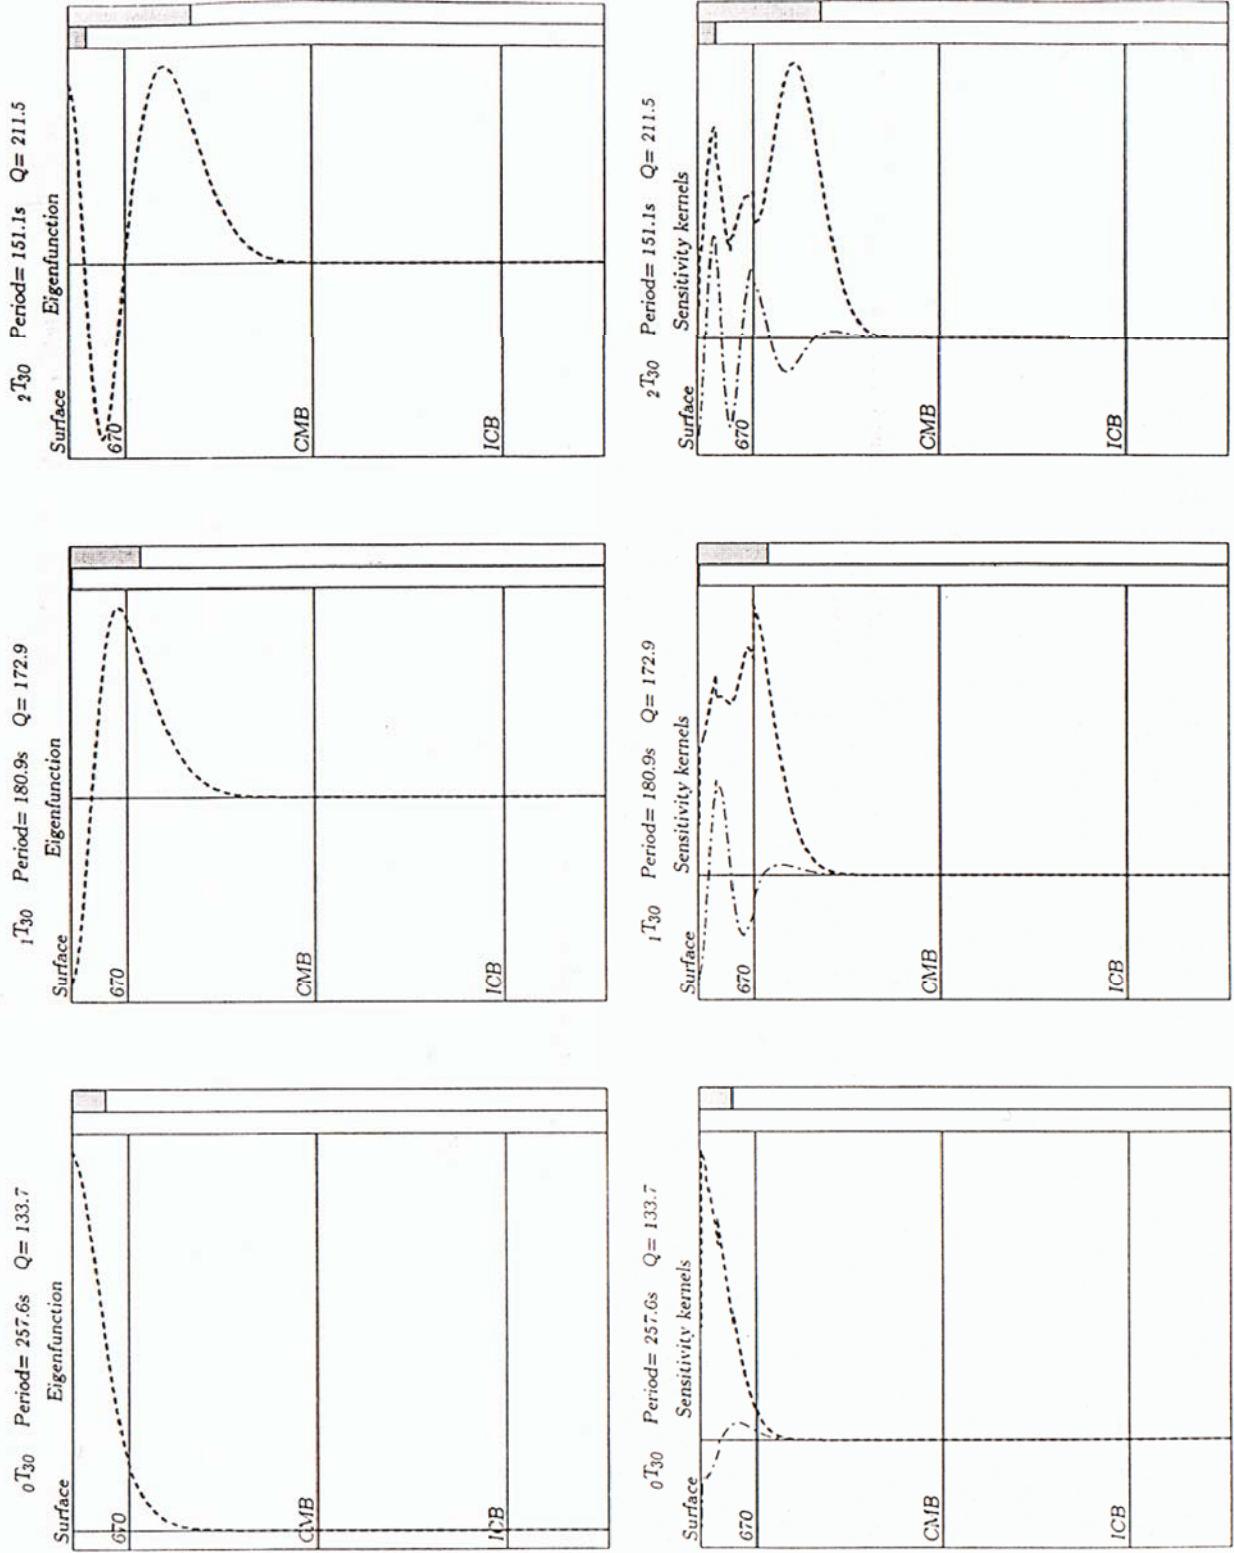 ₀T₃₀ Period= 257.6s Q= 133.7
Eigenfunction
Surface
670
CMB
ICB
₁T₃₀ Period= 180.9s Q= 172.9
Eigenfunction
Surface
670
CMB
ICB
₂T₃₀ Period= 151.1s Q= 211.5
Eigenfunction
Surface
670
CMB
ICB
₀T₃₀ Period= 257.6s Q= 133.7
Sensitivity kernels
Surface
670
CMB
ICB
₁T₃₀ Period= 180.9s Q= 172.9
Sensitivity kernels
Surface
670
CMB
ICB
₂T₃₀ Period= 151.1s Q= 211.5
Sensitivity kernels
Surface
670
CMB
ICB